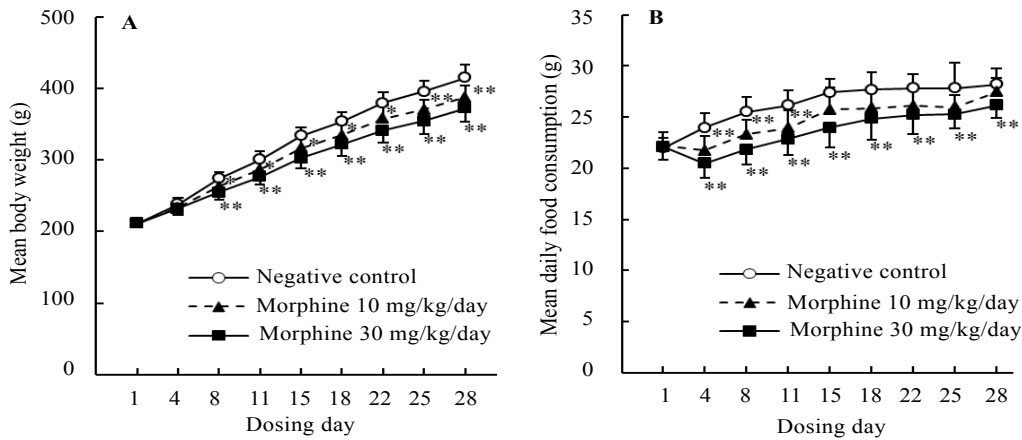 A
Mean body weight (g)
500
400
300
200
100
0
*
*
*
*
*
**
**
**
**
**
**
**
**
**
Negative control
Morphine 10 mg/kg/day
Morphine 30 mg/kg/day
1 4 8 11 15 18 22 25 28
Dosing day
B
Mean daily food consumption (g)
35
30
25
20
15
10
5
0
**
**
**
**
**
**
**
**
**
**
**
Negative control
Morphine 10 mg/kg/day
Morphine 30 mg/kg/day
1 4 8 11 15 18 22 25 28
Dosing day